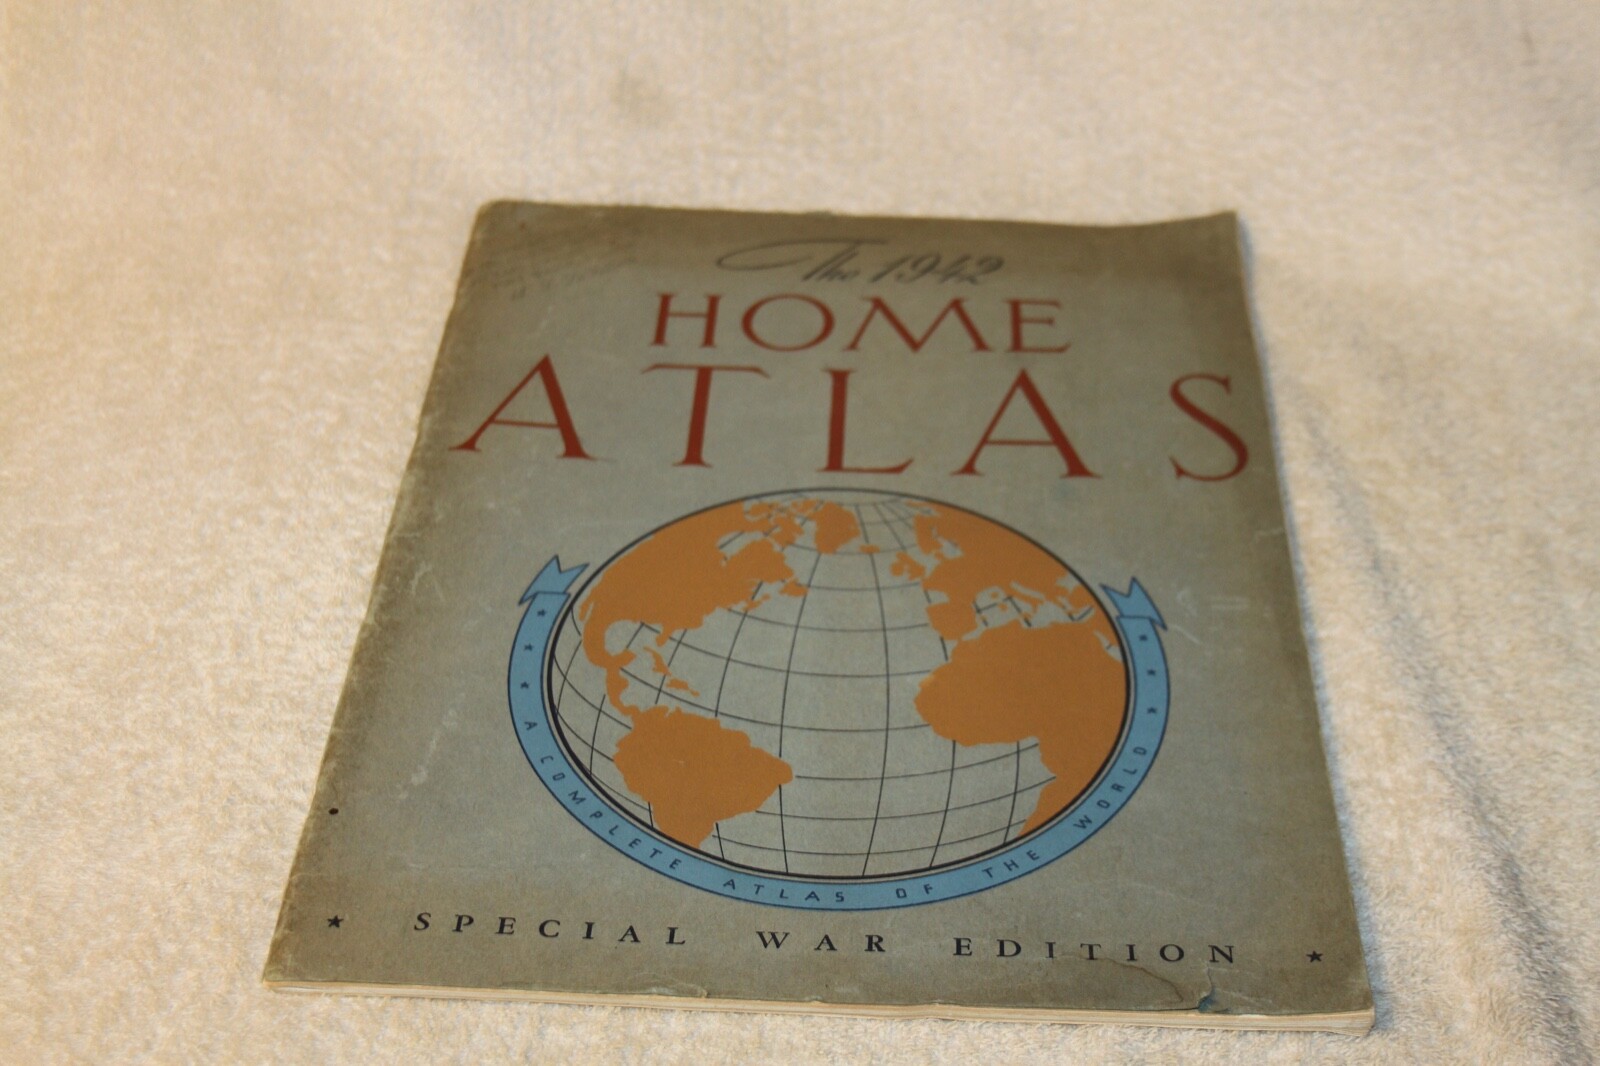 The 1942
HOME
ATLAS
★ ★ ★ A COMPLETE ATLAS OF THE WORLD ★ ★ ★
★ SPECIAL WAR EDITION ★